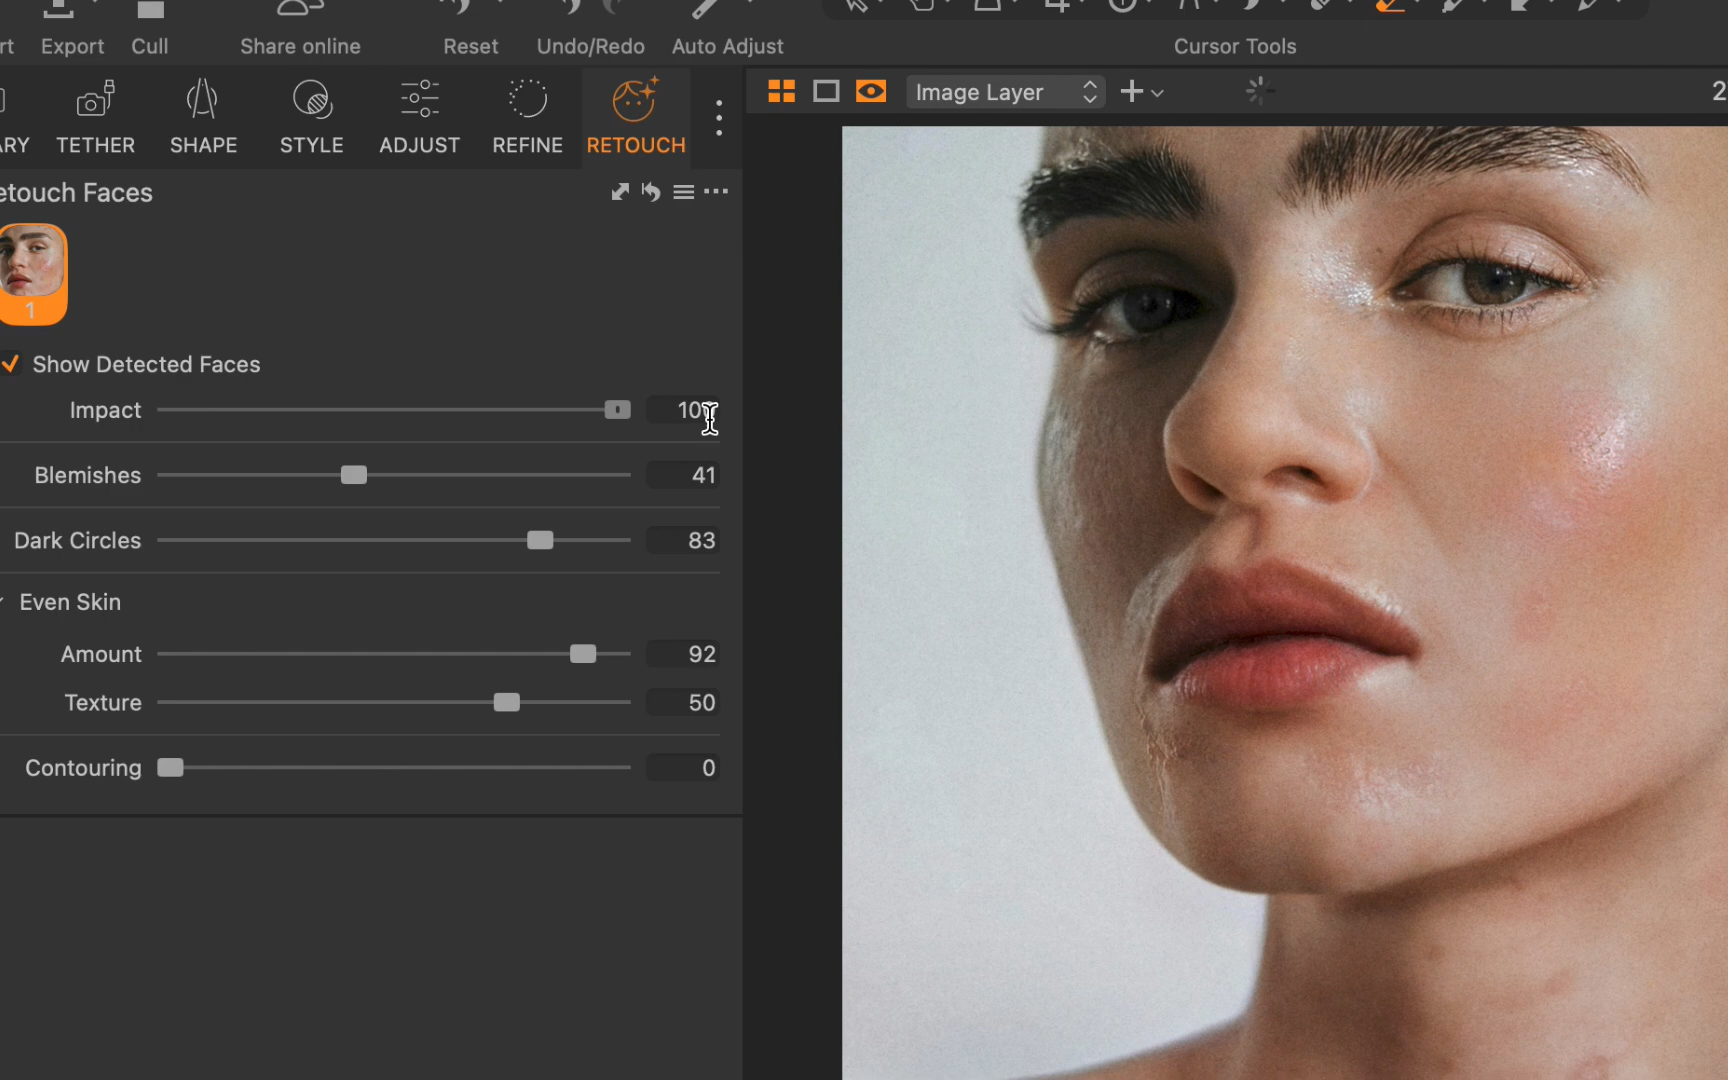 rt Export Cull Share online Reset Undo/Redo Auto Adjust Cursor Tools
ARY TETHER SHAPE STYLE ADJUST REFINE RETOUCH
Image Layer
2
etouch Faces
1
Show Detected Faces
Impact 100
Blemishes 41
Dark Circles 83
Even Skin
Amount 92
Texture 50
Contouring 0